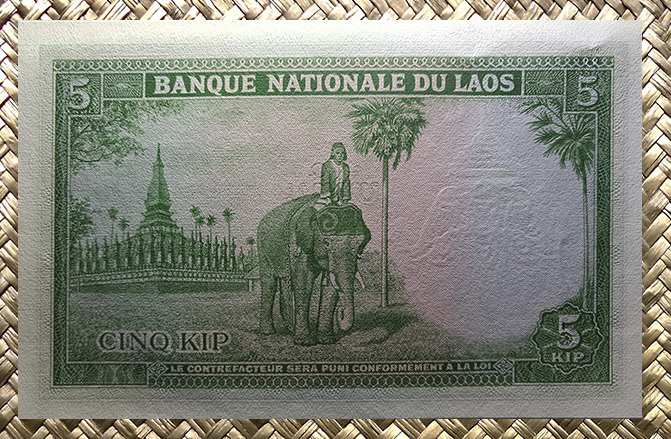 5 BANQUE NATIONALE DU LAOS 5
CINQ KIP
5
KIP
LE CONTREFACTEUR SERA PUNI CONFORMEMENT A LA LOI